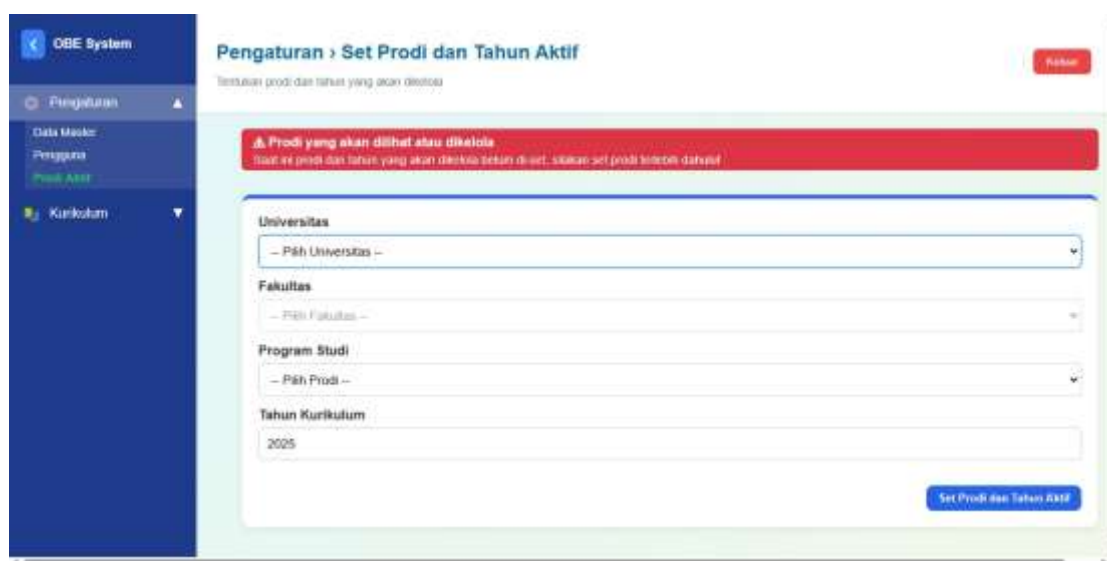 OBE System
Pengaturan › Set Prodi dan Tahun Aktif
Keluar
Tentukan prodi dan tahun yang akan dikelola
Pengaturan
Data Master
Pengguna
Prodi Aktif
Kurikulum
Prodi yang akan dilihat atau dikelola
Saat ini prodi dan tahun yang akan dikelola belum di-set, silakan set prodi terlebih dahulu!
Universitas
-- Pilih Universitas --
Fakultas
-- Pilih Fakultas --
Program Studi
-- Pilih Prodi --
Tahun Kurikulum
2025
Set Prodi dan Tahun Aktif